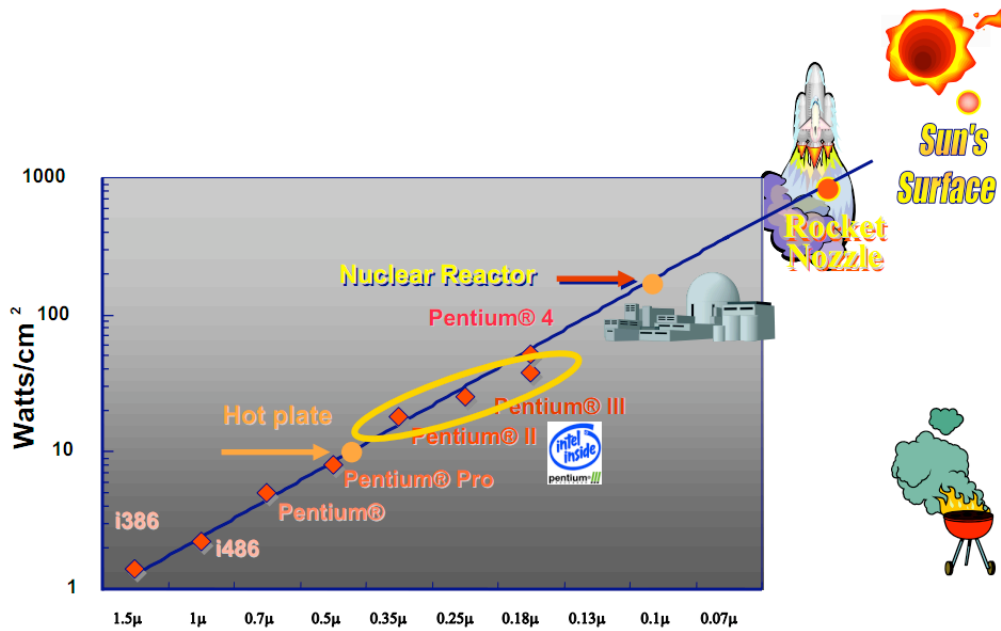 Sun's
Surface
1000
Rocket
Nozzle
Nuclear Reactor
100
Pentium® 4
Watts/cm²
Pentium® III
Hot plate
Pentium® II
intel
inside
pentium®III
10
Pentium® Pro
Pentium®
i386
i486
1
1.5μ 1μ 0.7μ 0.5μ 0.35μ 0.25μ 0.18μ 0.13μ 0.1μ 0.07μ